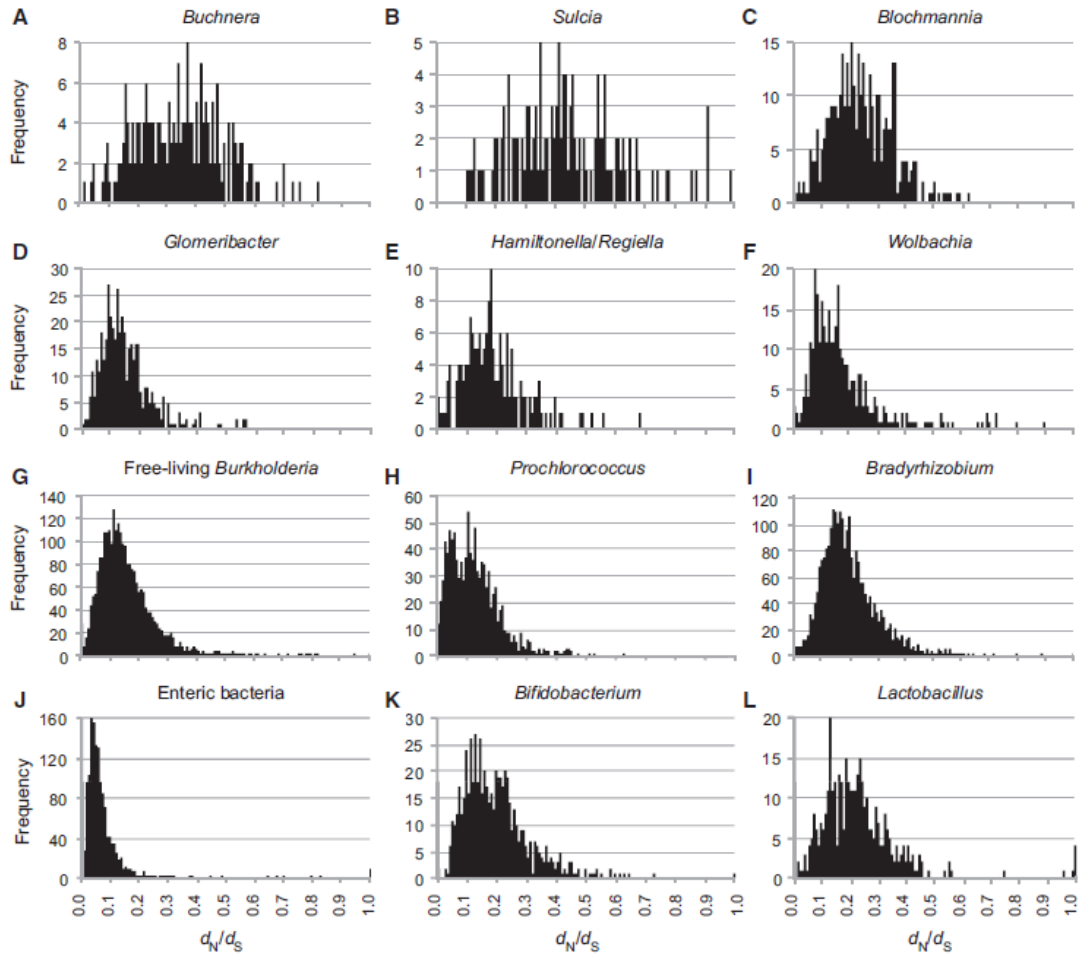 A Buchnera B Sulcia C Blochmannia
8 5 15
6 4 10
4 3 5
2 2 0
0 1
0
Frequency
D Glomeribacter E Hamiltonella/Regiella F Wolbachia
30 10 20
25 8 15
20 6 10
15 4 5
10 2 0
5 0
0
Frequency
G Free-living Burkholderia H Prochlorococcus I Bradyrhizobium
140 60 120
120 50 100
100 40 80
80 30 60
60 20 40
40 10 20
20 0 0
0
Frequency
J Enteric bacteria K Bifidobacterium L Lactobacillus
160 30 20
120 25 15
80 20 10
40 15 5
0 10 0
5
0
Frequency
0.0 0.1 0.2 0.3 0.4 0.5 0.6 0.7 0.8 0.9 1.0 0.0 0.1 0.2 0.3 0.4 0.5 0.6 0.7 0.8 0.9 1.0 0.0 0.1 0.2 0.3 0.4 0.5 0.6 0.7 0.8 0.9 1.0
dN/dS dN/dS dN/dS